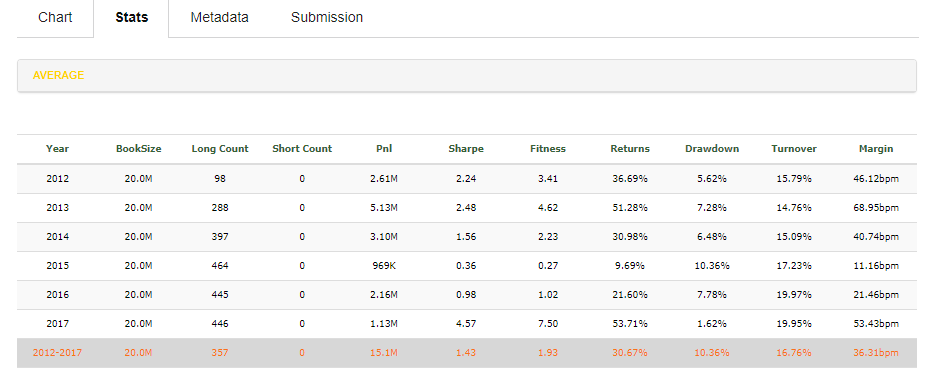 Chart Stats Metadata Submission
AVERAGE
Year BookSize Long Count Short Count Pnl Sharpe Fitness Returns Drawdown Turnover Margin
2012 20.0M 98 0 2.61M 2.24 3.41 36.69% 5.62% 15.79% 46.12bpm
2013 20.0M 288 0 5.13M 2.48 4.62 51.28% 7.28% 14.76% 68.95bpm
2014 20.0M 397 0 3.10M 1.56 2.23 30.98% 6.48% 15.09% 40.74bpm
2015 20.0M 464 0 969K 0.36 0.27 9.69% 10.36% 17.23% 11.16bpm
2016 20.0M 445 0 2.16M 0.98 1.02 21.60% 7.78% 19.97% 21.46bpm
2017 20.0M 446 0 1.13M 4.57 7.50 53.71% 1.62% 19.95% 53.43bpm
2012-2017 20.0M 357 0 15.1M 1.43 1.93 30.67% 10.36% 16.76% 36.31bpm